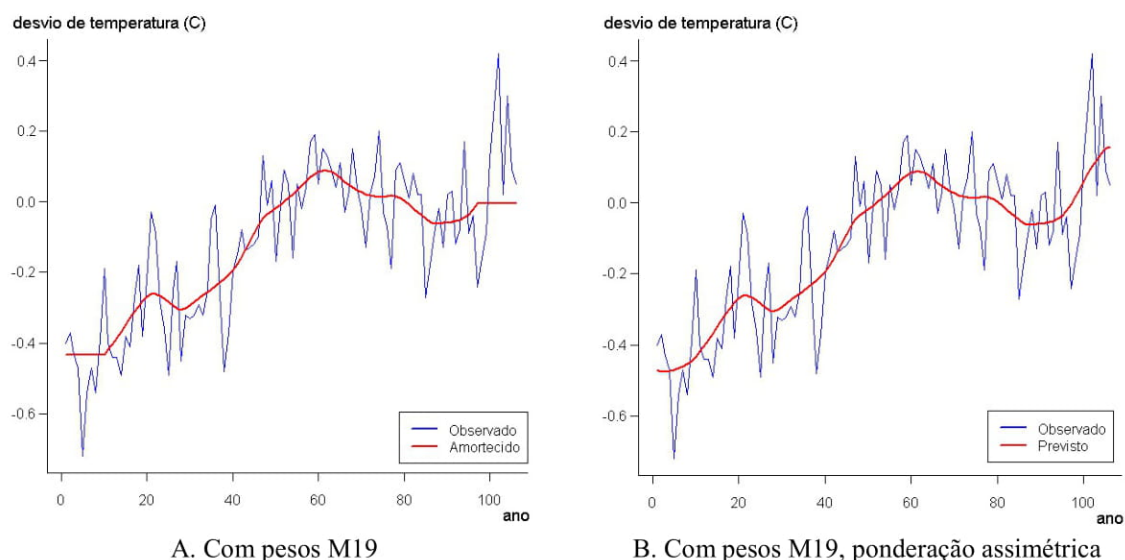 desvio de temperatura (C)
0.4
0.2
0.0
-0.2
-0.4
-0.6
0
20
40
60
80
100
ano
Observado
Amortecido
A. Com pesos M19
desvio de temperatura (C)
0.4
0.2
0.0
-0.2
-0.4
-0.6
0
20
40
60
80
100
ano
Observado
Previsto
B. Com pesos M19, ponderação assimétrica